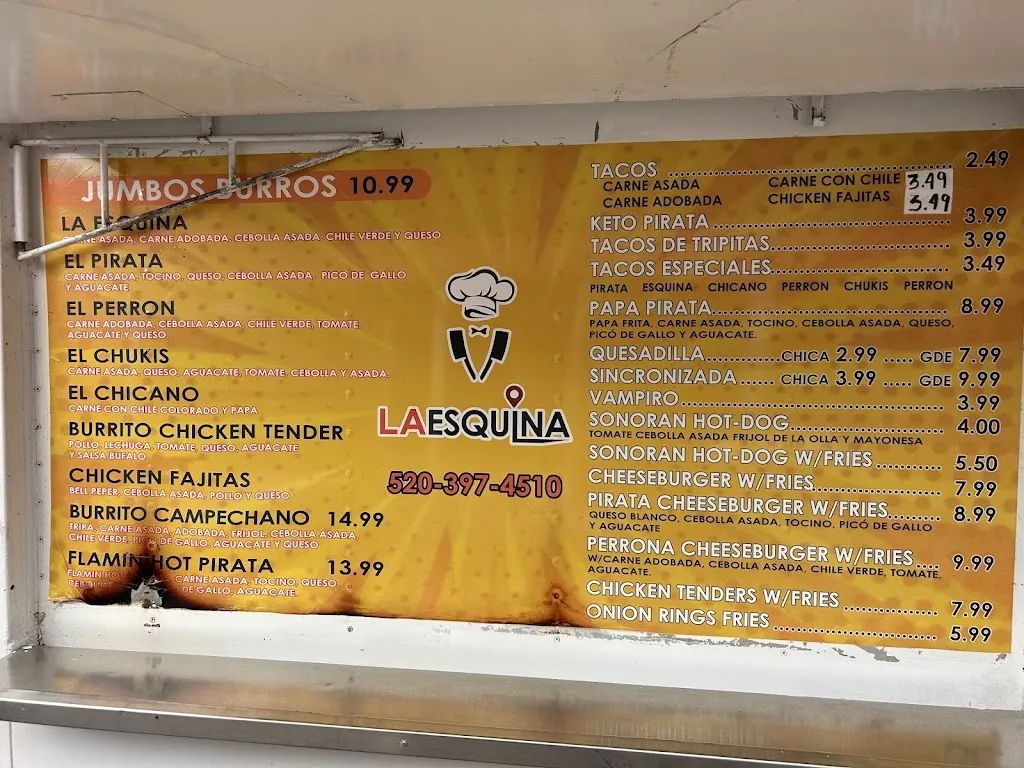 JUMBOS BURROS 10.99
LA ESQUINA
CARNE ASADA, CARNE ADOBADA, CEBOLLA ASADA, CHILE VERDE Y QUESO.
EL PIRATA
CARNE ASADA, TOCINO, QUESO, CEBOLLA ASADA, PICO DE GALLO
Y AGUACATE.
EL PERRON
CARNE ADOBADA, CEBOLLA ASADA, CHILE VERDE, TOMATE,
AGUACATE Y QUESO.
EL CHUKIS
CARNE ASADA, QUESO, AGUACATE, TOMATE, CEBOLLA Y ASADA.
EL CHICANO
CARNE CON CHILE COLORADO Y PAPA
BURRITO CHICKEN TENDER
POLLO, LECHUGA, TOMATE, QUESO, AGUACATE
Y SALSA BUFALO.
CHICKEN FAJITAS
BELL PEPER, CEBOLLA ASADA, POLLO Y QUESO
BURRITO CAMPECHANO 14.99
TRIPA, CARNE ASADA, ADOBADA, FRIJOL, CEBOLLA ASADA,
CHILE VERDE, PICO DE GALLO, AGUACATE Y QUESO
FLAMIN HOT PIRATA 13.99
FLAMIN HOT CARNE ASADA, TOCINO, QUESO,
DE GALLO, AGUACATE.
LAESQUINA
520-397-4510
TACOS 2.49
CARNE ASADA CARNE CON CHILE 3.49
CARNE ADOBADA CHICKEN FAJITAS 3.49
KETO PIRATA 3.99
TACOS DE TRIPITAS 3.99
TACOS ESPECIALES 3.49
PIRATA ESQUINA CHICANO PERRON CHUKIS PERRON
PAPA PIRATA 8.99
PAPA FRITA, CARNE ASADA, TOCINO, CEBOLLA ASADA, QUESO,
PICÓ DE GALLO Y AGUACATE.
QUESADILLA CHICA 2.99 ..... GDE 7.99
SINCRONIZADA CHICA 3.99 ..... GDE 9.99
VAMPIRO 3.99
SONORAN HOT-DOG 4.00
TOMATE CEBOLLA ASADA FRIJOL DE LA OLLA Y MAYONESA
SONORAN HOT-DOG W/FRIES 5.50
CHEESEBURGER W/FRIES 7.99
PIRATA CHEESEBURGER W/FRIES 8.99
QUESO BLANCO, CEBOLLA ASADA, TOCINO, PICÓ DE GALLO
Y AGUACATE
PERRONA CHEESEBURGER W/FRIES 9.99
W/CARNE ADOBADA, CEBOLLA ASADA, CHILE VERDE, TOMATE,
AGUACATE.
CHICKEN TENDERS W/FRIES 7.99
ONION RINGS FRIES 5.99